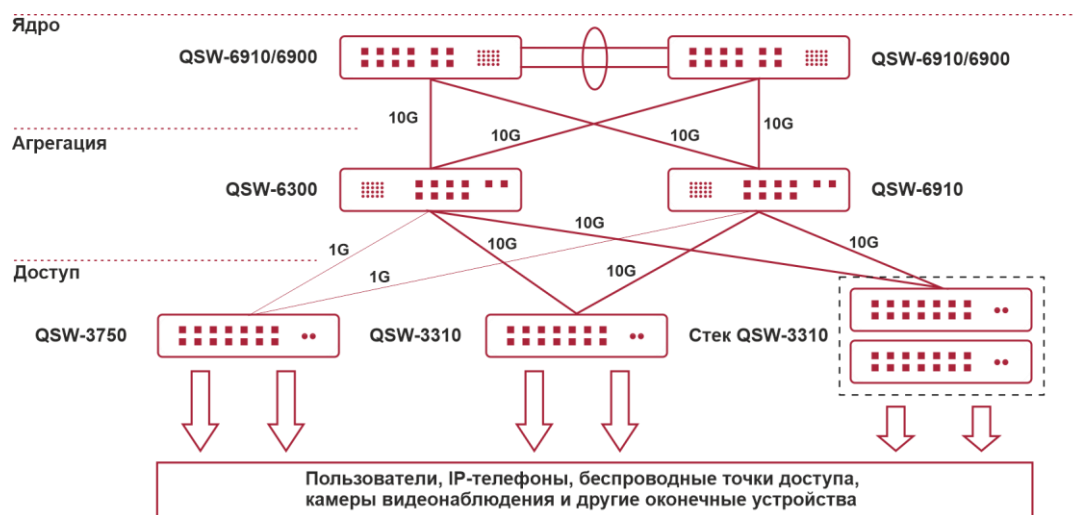 Ядро
QSW-6910/6900
QSW-6910/6900
10G
10G
10G
10G
Агрегация
QSW-6300
QSW-6910
10G
1G
10G
10G
1G
10G
Доступ
QSW-3750
QSW-3310
Стек QSW-3310
Пользователи, IP-телефоны, беспроводные точки доступа,
камеры видеонаблюдения и другие оконечные устройства